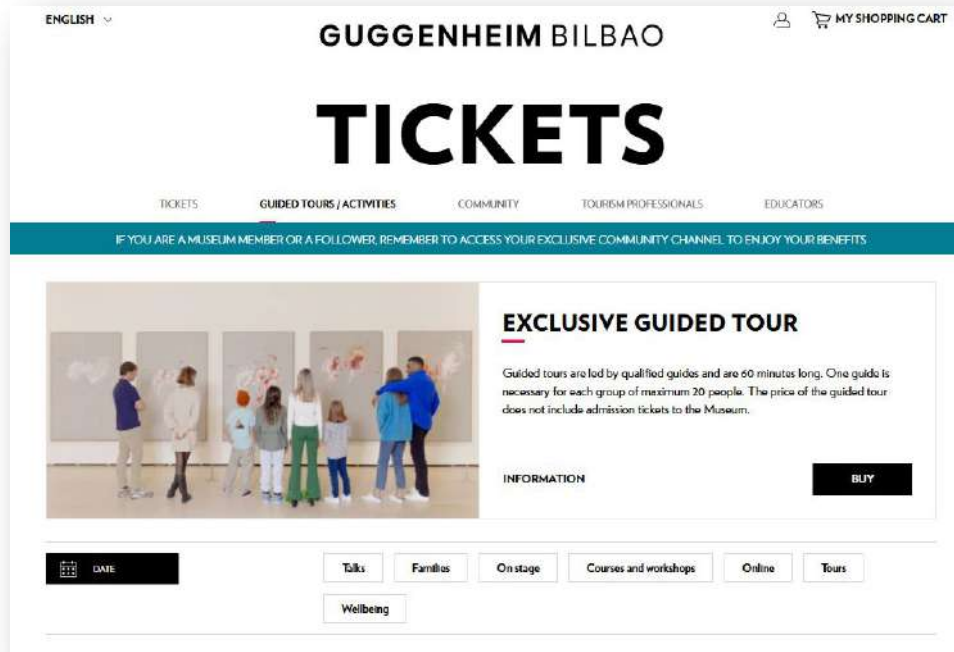 ENGLISH
MY SHOPPING CART
GUGGENHEIM BILBAO
TICKETS
TICKETS GUIDED TOURS / ACTIVITIES COMMUNITY TOURISM PROFESSIONALS EDUCATORS
IF YOU ARE A MUSEUM MEMBER OR A FOLLOWER, REMEMBER TO ACCESS YOUR EXCLUSIVE COMMUNITY CHANNEL TO ENJOY YOUR BENEFITS
EXCLUSIVE GUIDED TOUR
Guided tours are led by qualified guides and are 60 minutes long. One guide is
necessary for each group of maximum 20 people. The price of the guided tour
does not include admission tickets to the Museum.
INFORMATION BUY
DATE Talks Families On stage Courses and workshops Online Tours
Wellbeing